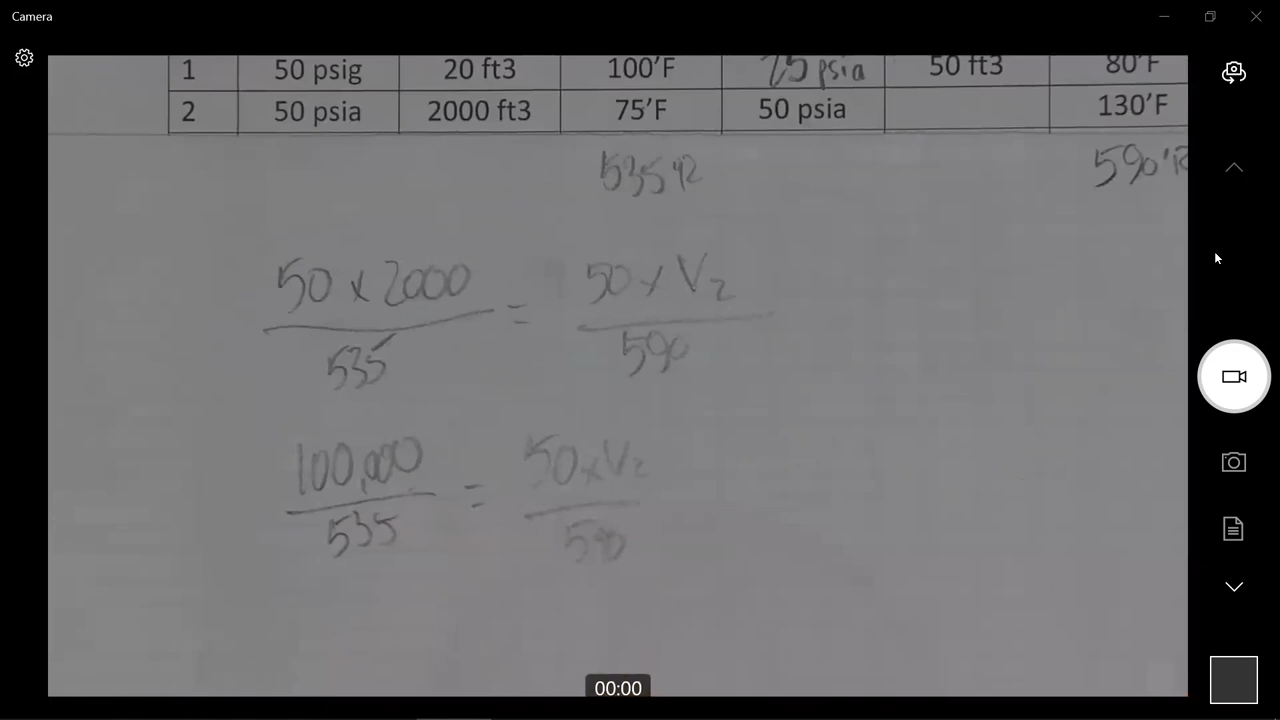 Camera
1 50 psig 20 ft3 100'F 25 psia 50 ft3 80'F
2 50 psia 2000 ft3 75'F 50 psia 130'F
535'R 590'R
50 x 2000 = 50 x V2
535 590
100,000 = 50 x V2
535 590
00:00